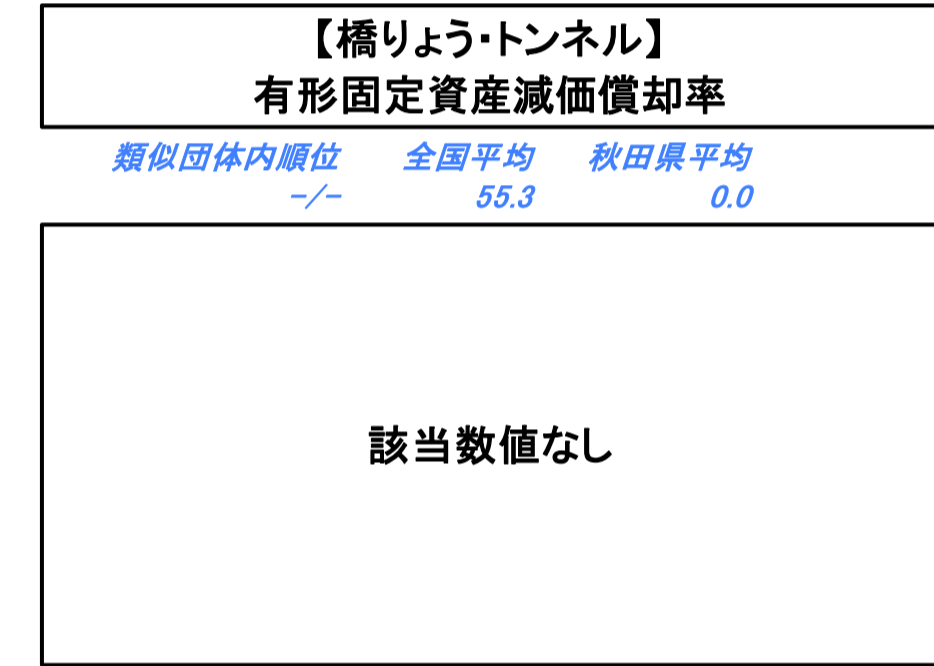 【橋りょう・トンネル】
有形固定資産減価償却率
類似団体内順位 全国平均 秋田県平均
-/- 55.3 0.0
該当数値なし